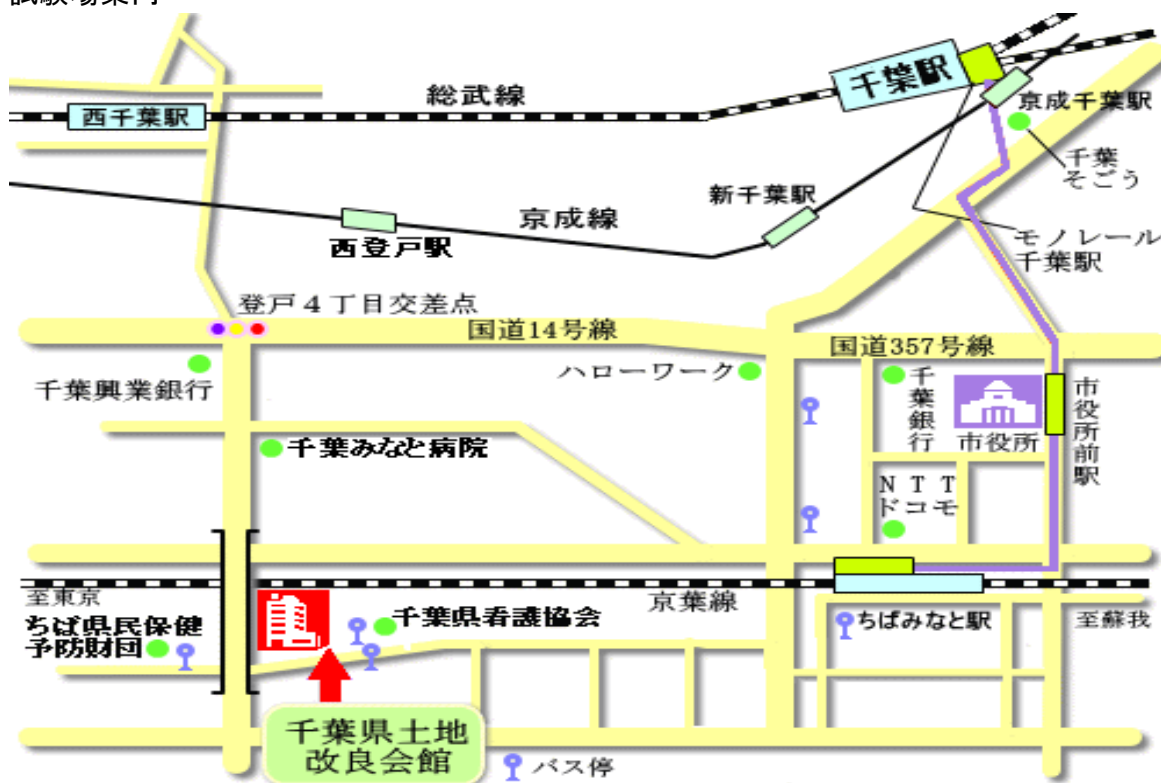 試験場案内
千葉駅
総武線
西千葉駅
京成千葉駅
千葉
そごう
新千葉駅
京成線
西登戸駅
モノレール
千葉駅
登戸4丁目交差点
国道14号線
国道357号線
千葉興業銀行
ハローワーク
千葉銀行
市役所
市役所前駅
千葉みなと病院
NTT
ドコモ
至東京
京葉線
ちば県民保健
予防財団
千葉県看護協会
ちばみなと駅
至蘇我
千葉県土地
改良会館
バス停